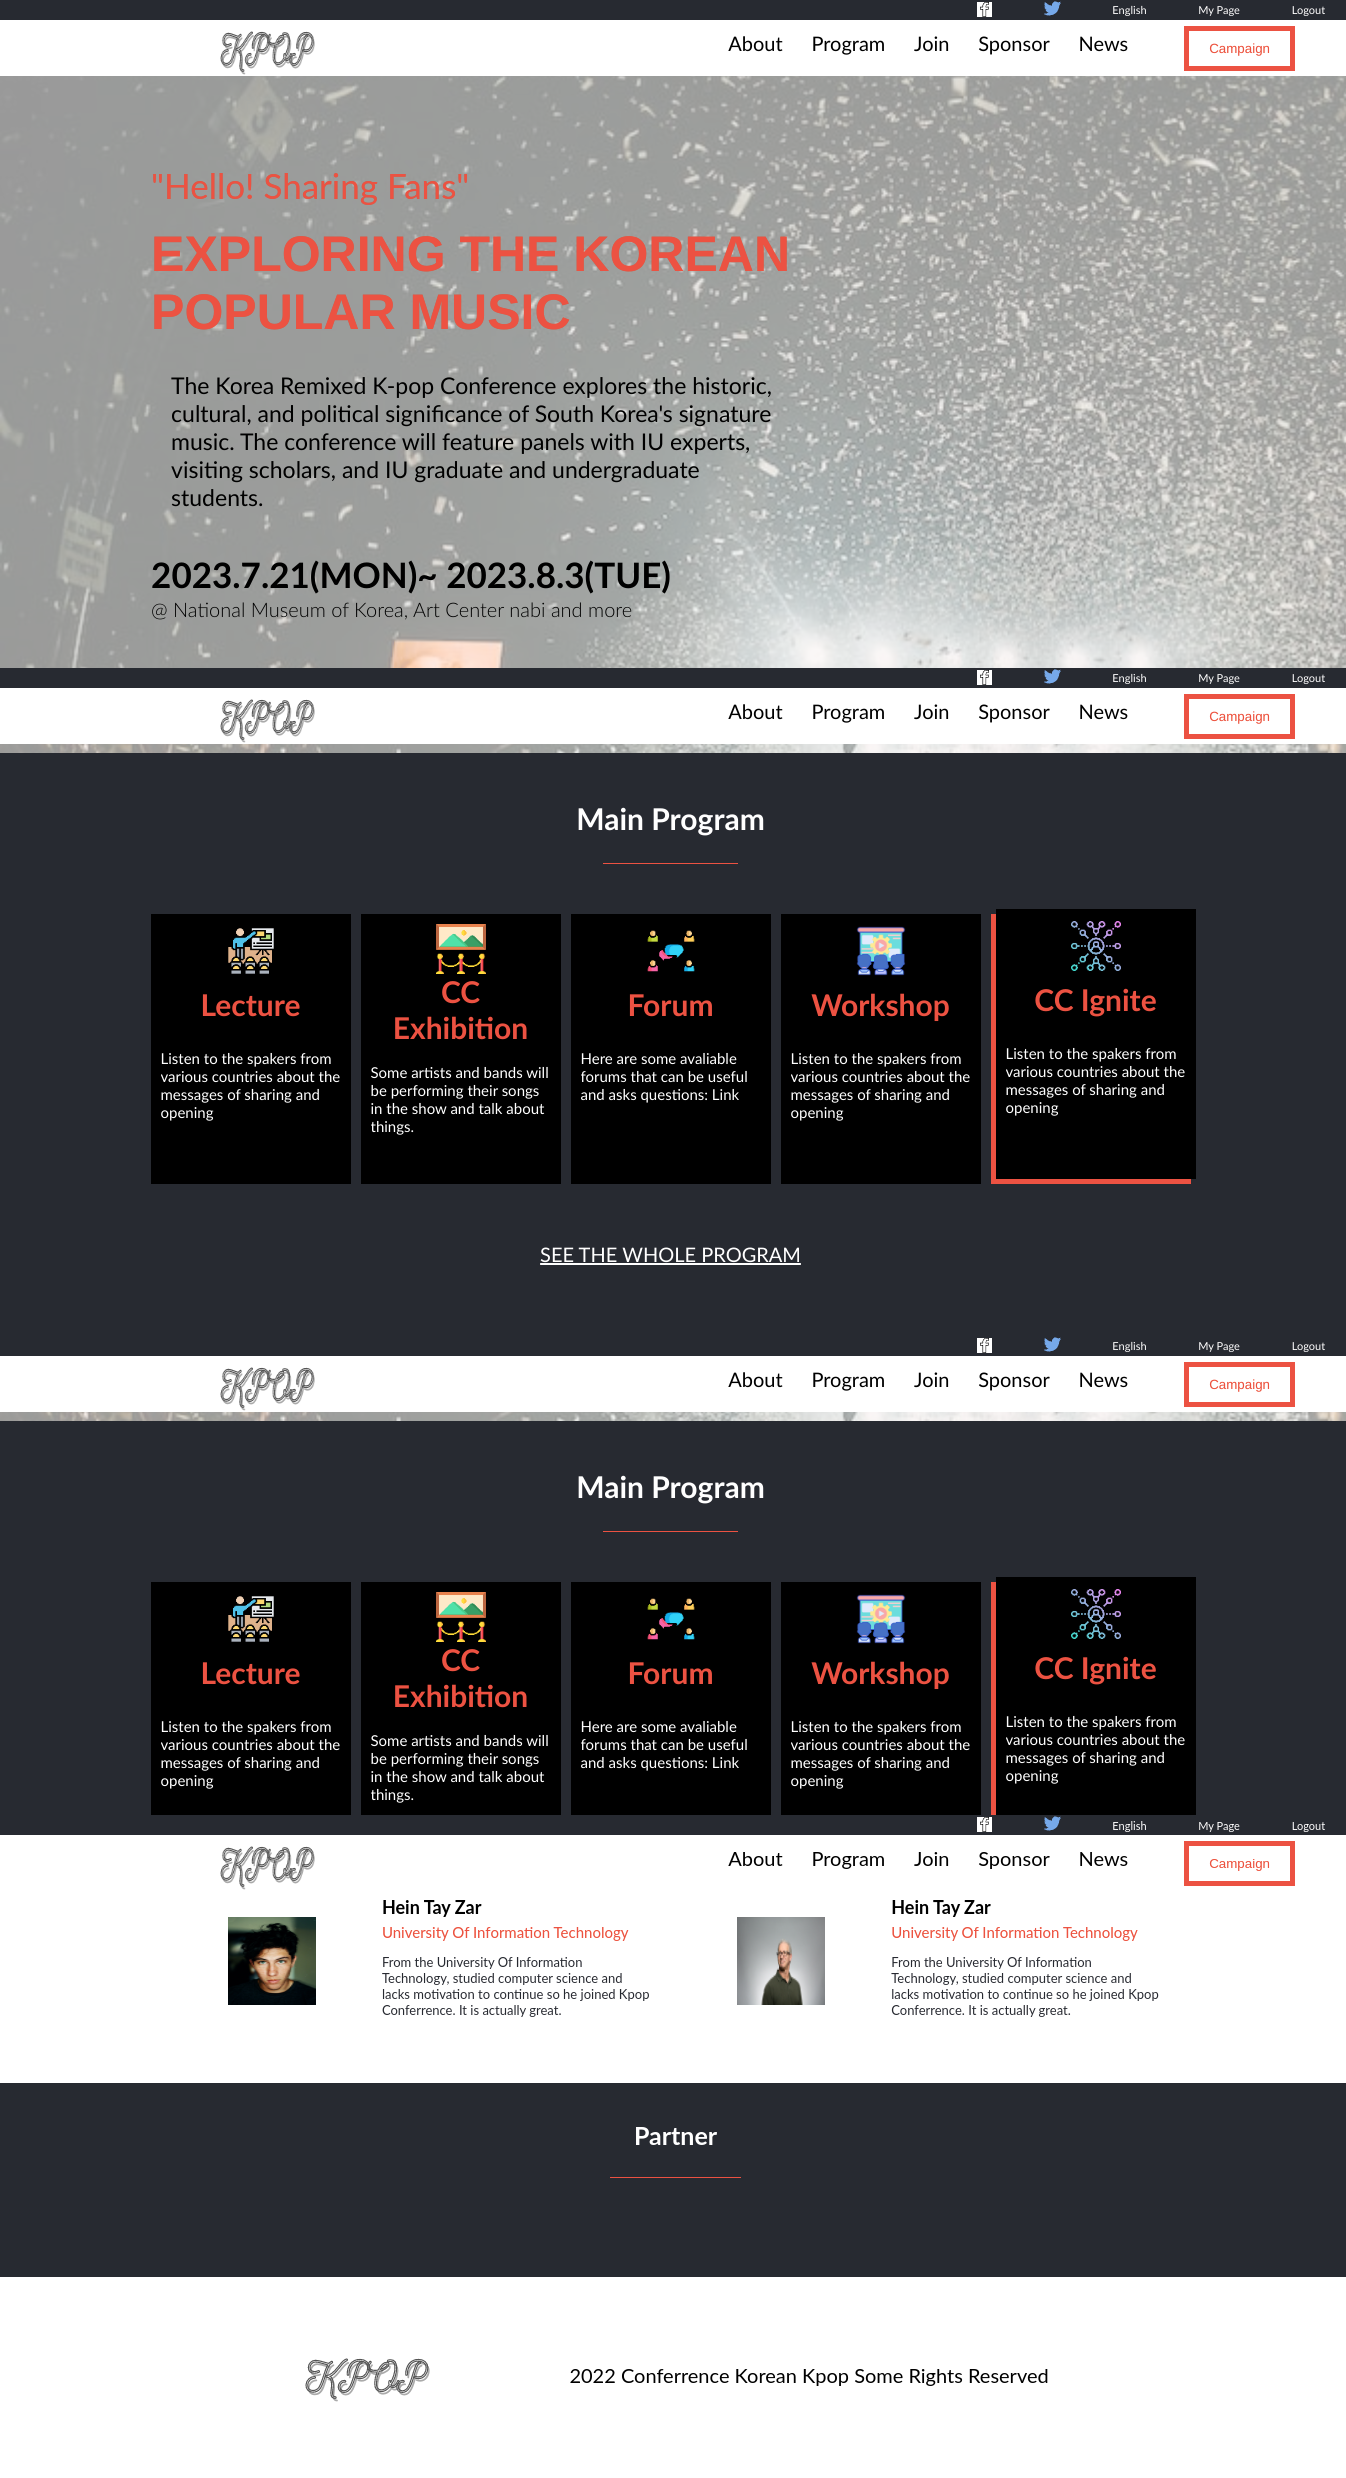 English My Page Logout
KPOP About Program Join Sponsor News Campaign
3
"Hello! Sharing Fans"
EXPLORING THE KOREAN
POPULAR MUSIC
The Korea Remixed K-pop Conference explores the historic,
cultural, and political significance of South Korea's signature
music. The conference will feature panels with IU experts,
visiting scholars, and IU graduate and undergraduate
students.
2023.7.21(MON)~ 2023.8.3(TUE)
@ National Museum of Korea, Art Center nabi and more
English My Page Logout
KPOP About Program Join Sponsor News Campaign
Main Program
Lecture
Listen to the spakers from
various countries about the
messages of sharing and
opening
CC
Exhibition
Some artists and bands will
be performing their songs
in the show and talk about
things.
Forum
Here are some avaliable
forums that can be useful
and asks questions: Link
Workshop
Listen to the spakers from
various countries about the
messages of sharing and
opening
CC Ignite
Listen to the spakers from
various countries about the
messages of sharing and
opening
SEE THE WHOLE PROGRAM
English My Page Logout
KPOP About Program Join Sponsor News Campaign
Main Program
Lecture
Listen to the spakers from
various countries about the
messages of sharing and
opening
CC
Exhibition
Some artists and bands will
be performing their songs
in the show and talk about
things.
Forum
Here are some avaliable
forums that can be useful
and asks questions: Link
Workshop
Listen to the spakers from
various countries about the
messages of sharing and
opening
CC Ignite
Listen to the spakers from
various countries about the
messages of sharing and
opening
English My Page Logout
KPOP About Program Join Sponsor News Campaign
Hein Tay Zar
University Of Information Technology
From the University Of Information
Technology, studied computer science and
lacks motivation to continue so he joined Kpop
Conferrence. It is actually great.
Hein Tay Zar
University Of Information Technology
From the University Of Information
Technology, studied computer science and
lacks motivation to continue so he joined Kpop
Conferrence. It is actually great.
Partner
KPOP
2022 Conferrence Korean Kpop Some Rights Reserved